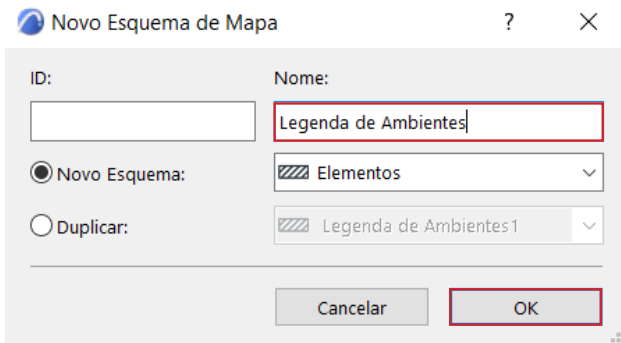 Novo Esquema de Mapa
?
ID:
Nome:
Legenda de Ambientes
Novo Esquema:
Elementos
Duplicar:
Legenda de Ambientes1
Cancelar
OK